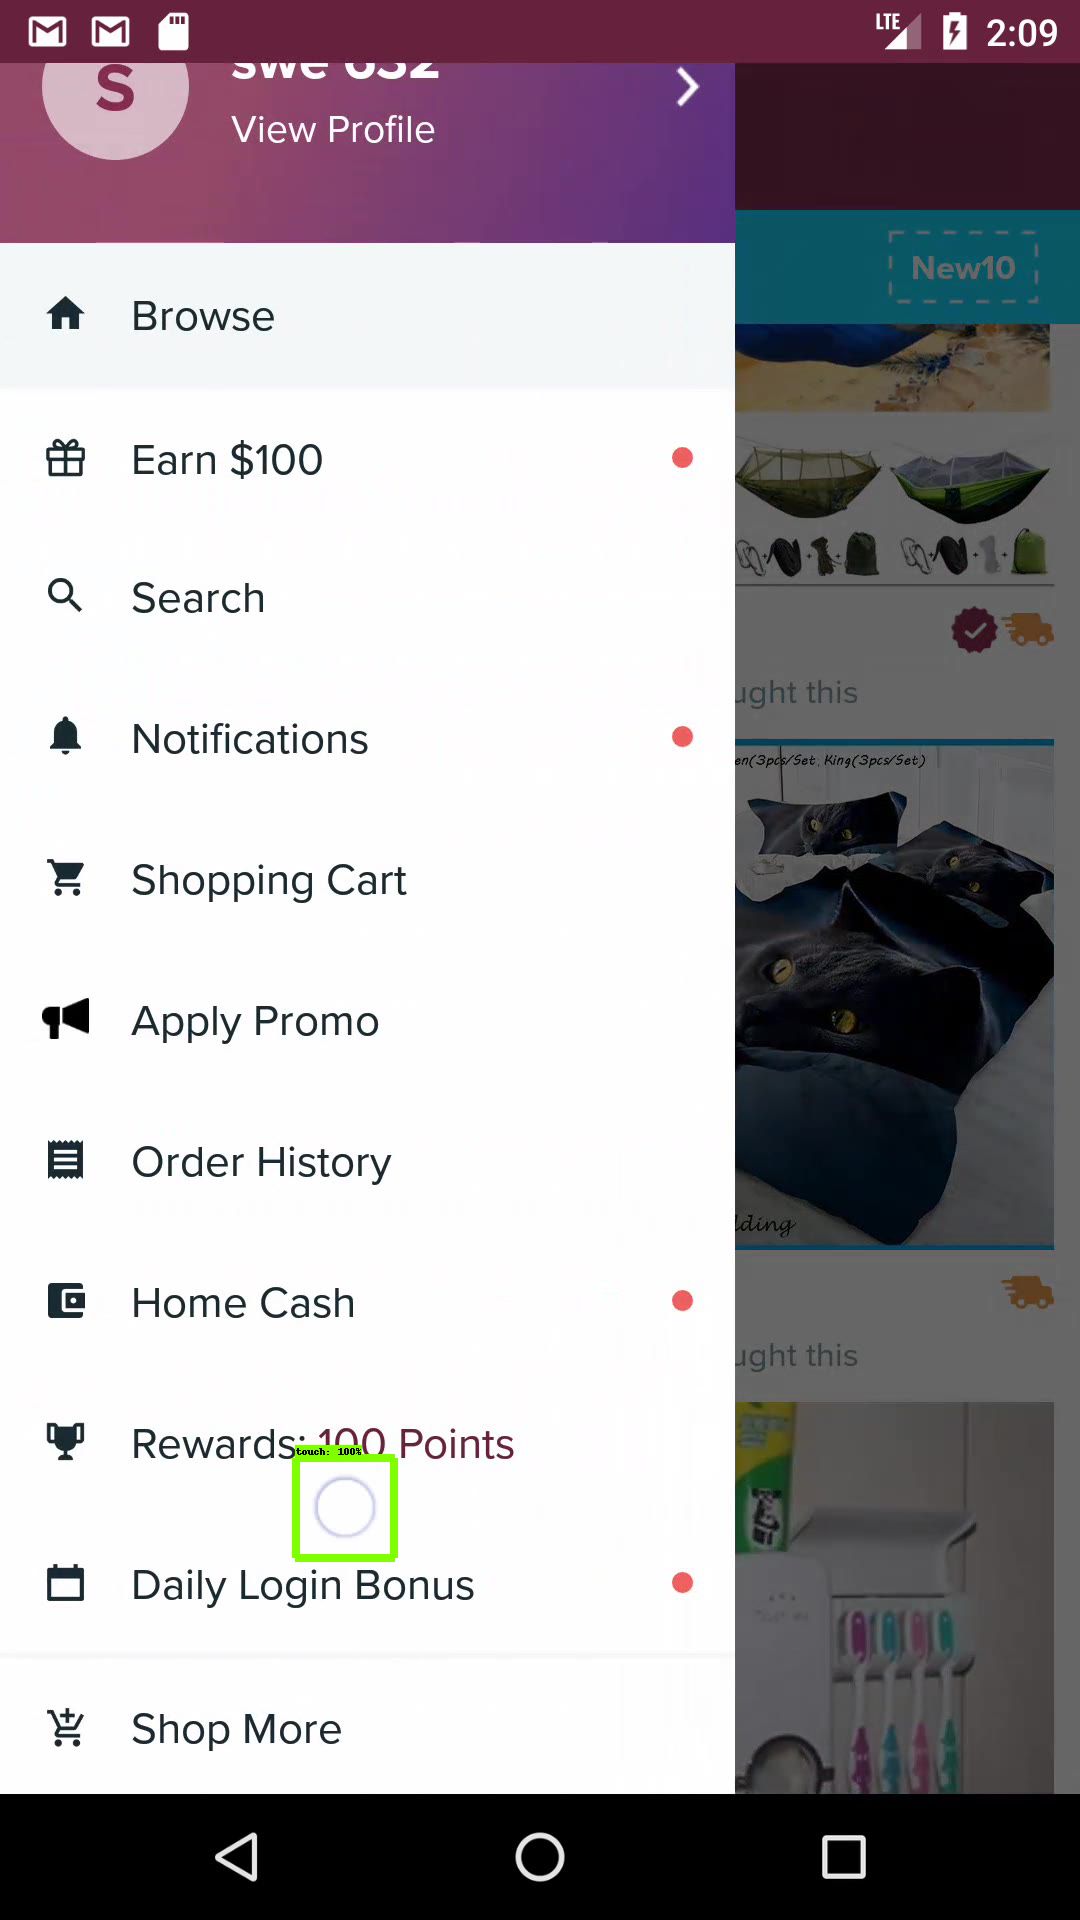 LTE 2:09
S
swe 632
View Profile
New10
Browse
Earn $100
Search
ught this
Notifications
en(3pcs/Set, King(3pcs/Set)
Shopping Cart
Apply Promo
Order History
lding
Home Cash
ught this
Rewards: 100 Points
touch: 100%
Daily Login Bonus
Shop More